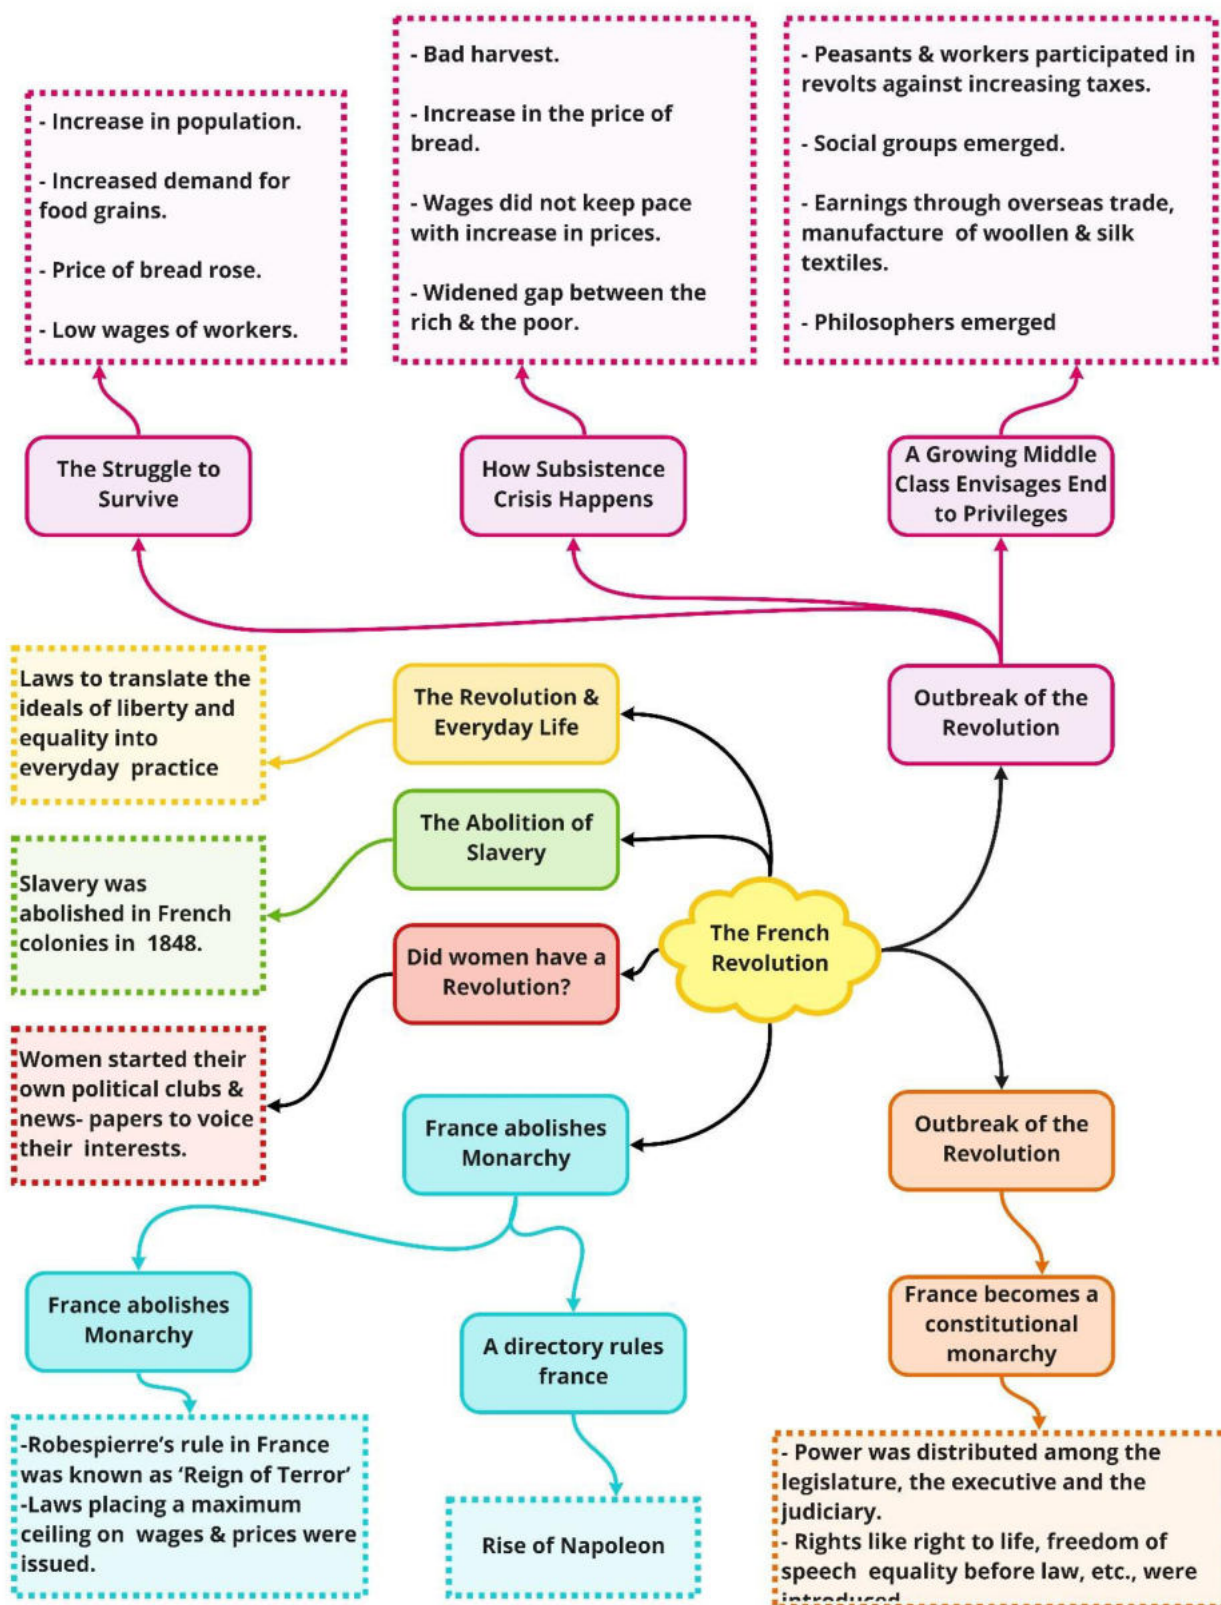 - Increase in population.
- Increased demand for
food grains.
- Price of bread rose.
- Low wages of workers.
- Bad harvest.
- Increase in the price of
bread.
- Wages did not keep pace
with increase in prices.
- Widened gap between the
rich & the poor.
- Peasants & workers participated in
revolts against increasing taxes.
- Social groups emerged.
- Earnings through overseas trade,
manufacture of woollen & silk
textiles.
- Philosophers emerged
The Struggle to
Survive
How Subsistence
Crisis Happens
A Growing Middle
Class Envisages End
to Privileges
Laws to translate the
ideals of liberty and
equality into
everyday practice
The Revolution &
Everyday Life
Outbreak of the
Revolution
Slavery was
abolished in French
colonies in 1848.
The Abolition of
Slavery
The French
Revolution
Did women have a
Revolution?
Women started their
own political clubs &
news- papers to voice
their interests.
France abolishes
Monarchy
Outbreak of the
Revolution
France abolishes
Monarchy
A directory rules
france
France becomes a
constitutional
monarchy
-Robespierre's rule in France
was known as ‘Reign of Terror’
-Laws placing a maximum
ceiling on wages & prices were
issued.
Rise of Napoleon
- Power was distributed among the
legislature, the executive and the
judiciary.
- Rights like right to life, freedom of
speech equality before law, etc., were
introduced